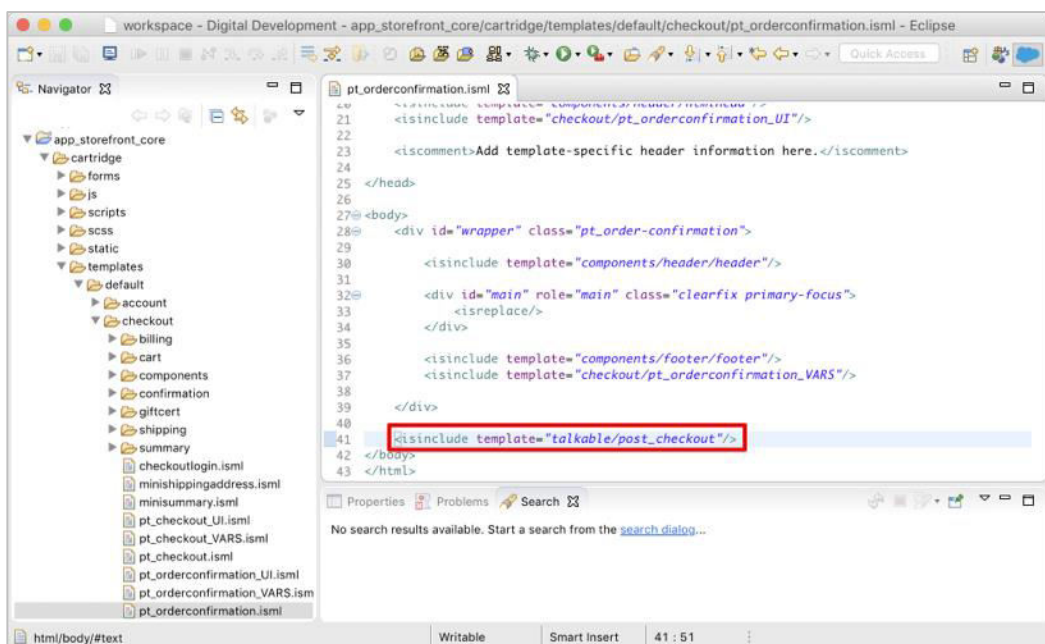 workspace - Digital Development - app_storefront_core/cartridge/templates/default/checkout/pt_orderconfirmation.isml - Eclipse
Quick Access
Navigator
app_storefront_core
cartridge
forms
js
scripts
scss
static
templates
default
account
checkout
billing
cart
components
confirmation
giftcert
shipping
summary
checkoutlogin.isml
minishippingaddress.isml
minisummary.isml
pt_checkout_UI.isml
pt_checkout_VARS.isml
pt_checkout.isml
pt_orderconfirmation_UI.isml
pt_orderconfirmation_VARS.ism
pt_orderconfirmation.isml
pt_orderconfirmation.isml
20 <isinclude template="components/header/htmlhead"/>
21 <isinclude template="checkout/pt_orderconfirmation_UI"/>
22
23 <iscomment>Add template-specific header information here.</iscomment>
24
25 </head>
26
27 <body>
28 <div id="wrapper" class="pt_order-confirmation">
29
30 <isinclude template="components/header/header"/>
31
32 <div id="main" role="main" class="clearfix primary-focus">
33 <isreplace/>
34 </div>
35
36 <isinclude template="components/footer/footer"/>
37 <isinclude template="checkout/pt_orderconfirmation_VARS"/>
38
39 </div>
40
41 <isinclude template="talkable/post_checkout"/>
42 </body>
43 </html>
Properties Problems Search
No search results available. Start a search from the search dialog...
html/body/#text Writable Smart Insert 41 : 51